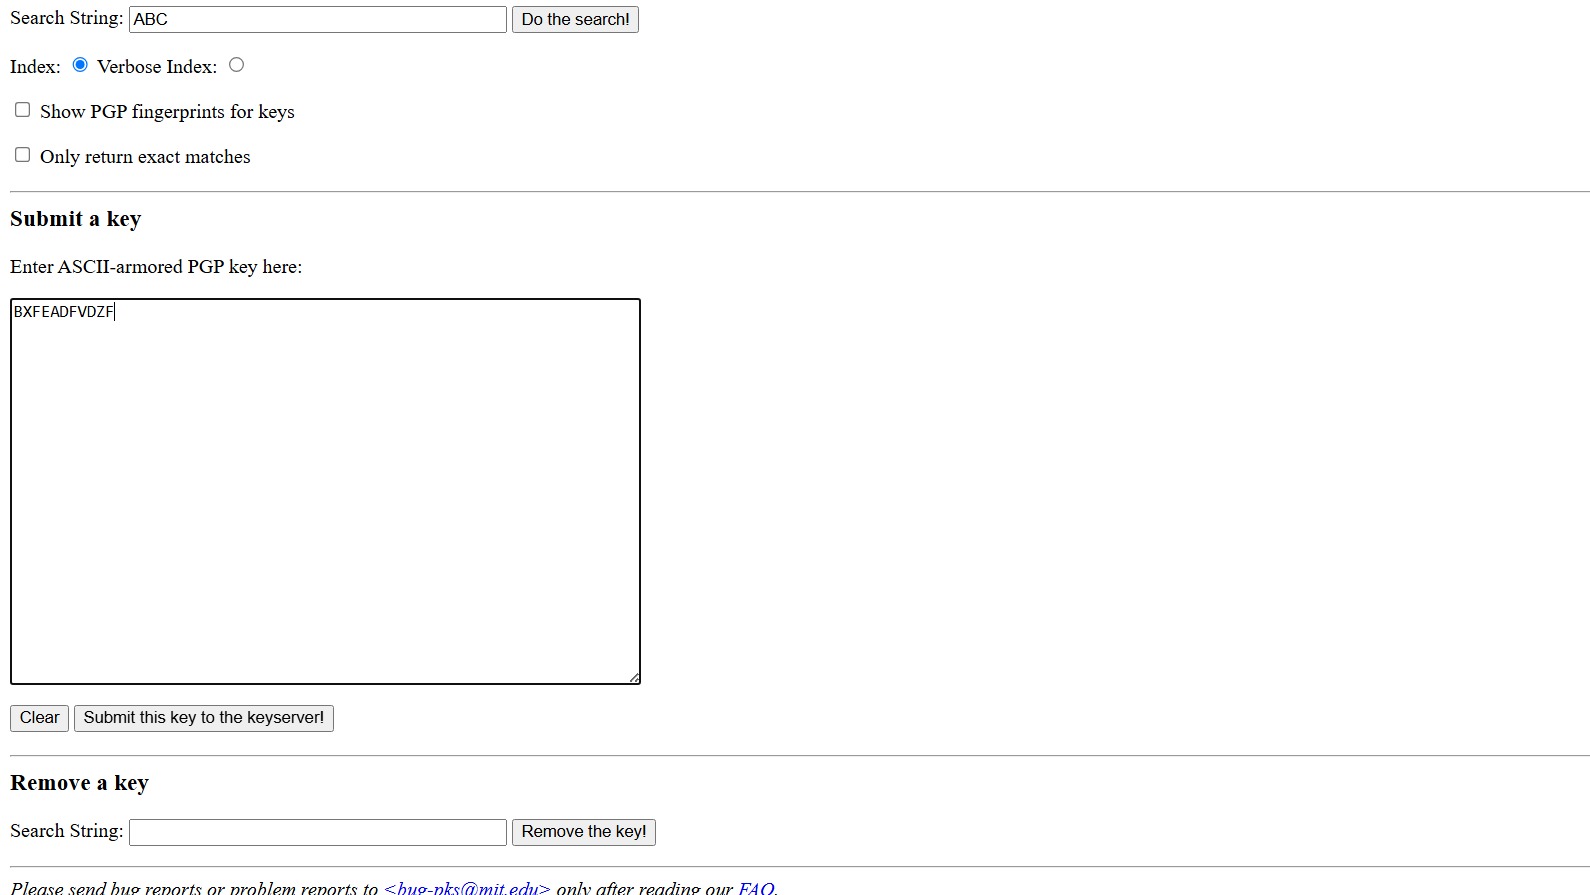 Search String: ABC Do the search!
Index: Verbose Index:
Show PGP fingerprints for keys
Only return exact matches
Submit a key
Enter ASCII-armored PGP key here:
BXFEADFVDZF
Clear Submit this key to the keyserver!
Remove a key
Search String: Remove the key!
Please send bug reports or problem reports to <bug-pks@mit.edu> only after reading our FAQ.